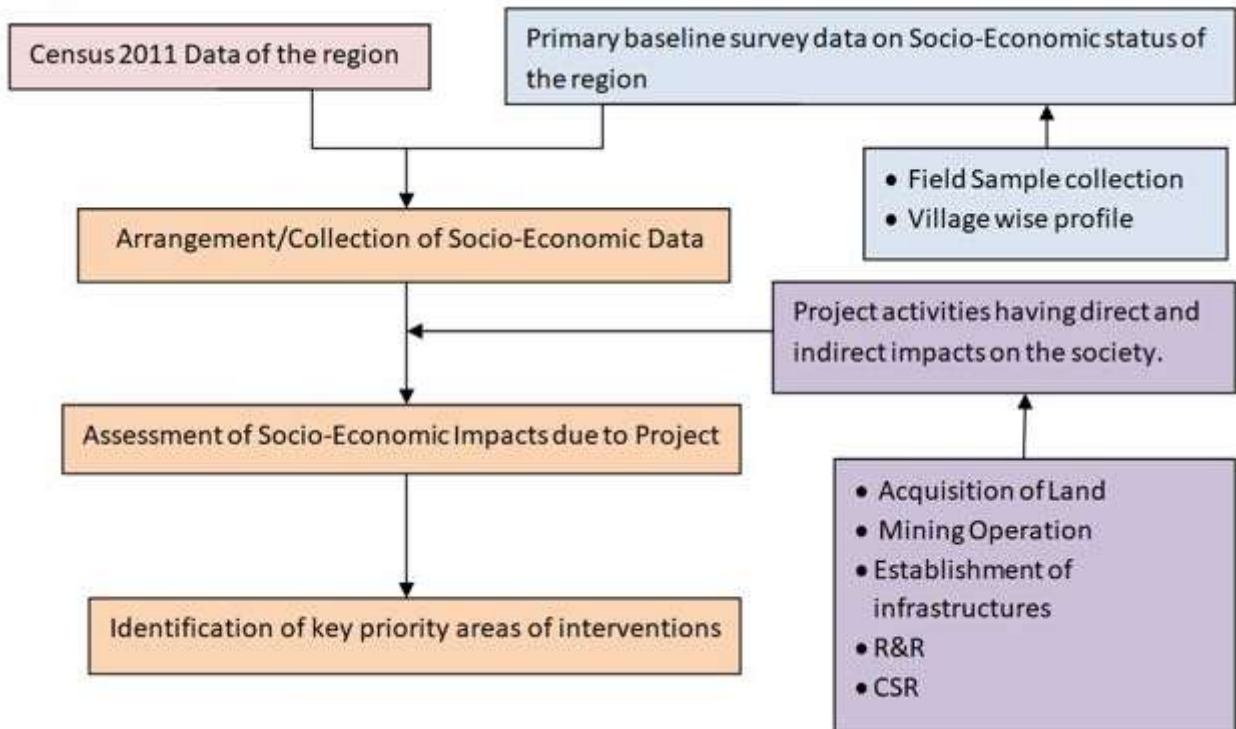 Census 2011 Data of the region
Primary baseline survey data on Socio-Economic status of
the region
• Field Sample collection
• Village wise profile
Arrangement/Collection of Socio-Economic Data
Project activities having direct and
indirect impacts on the society.
Assessment of Socio-Economic Impacts due to Project
• Acquisition of Land
• Mining Operation
• Establishment of
infrastructures
• R&R
• CSR
Identification of key priority areas of interventions